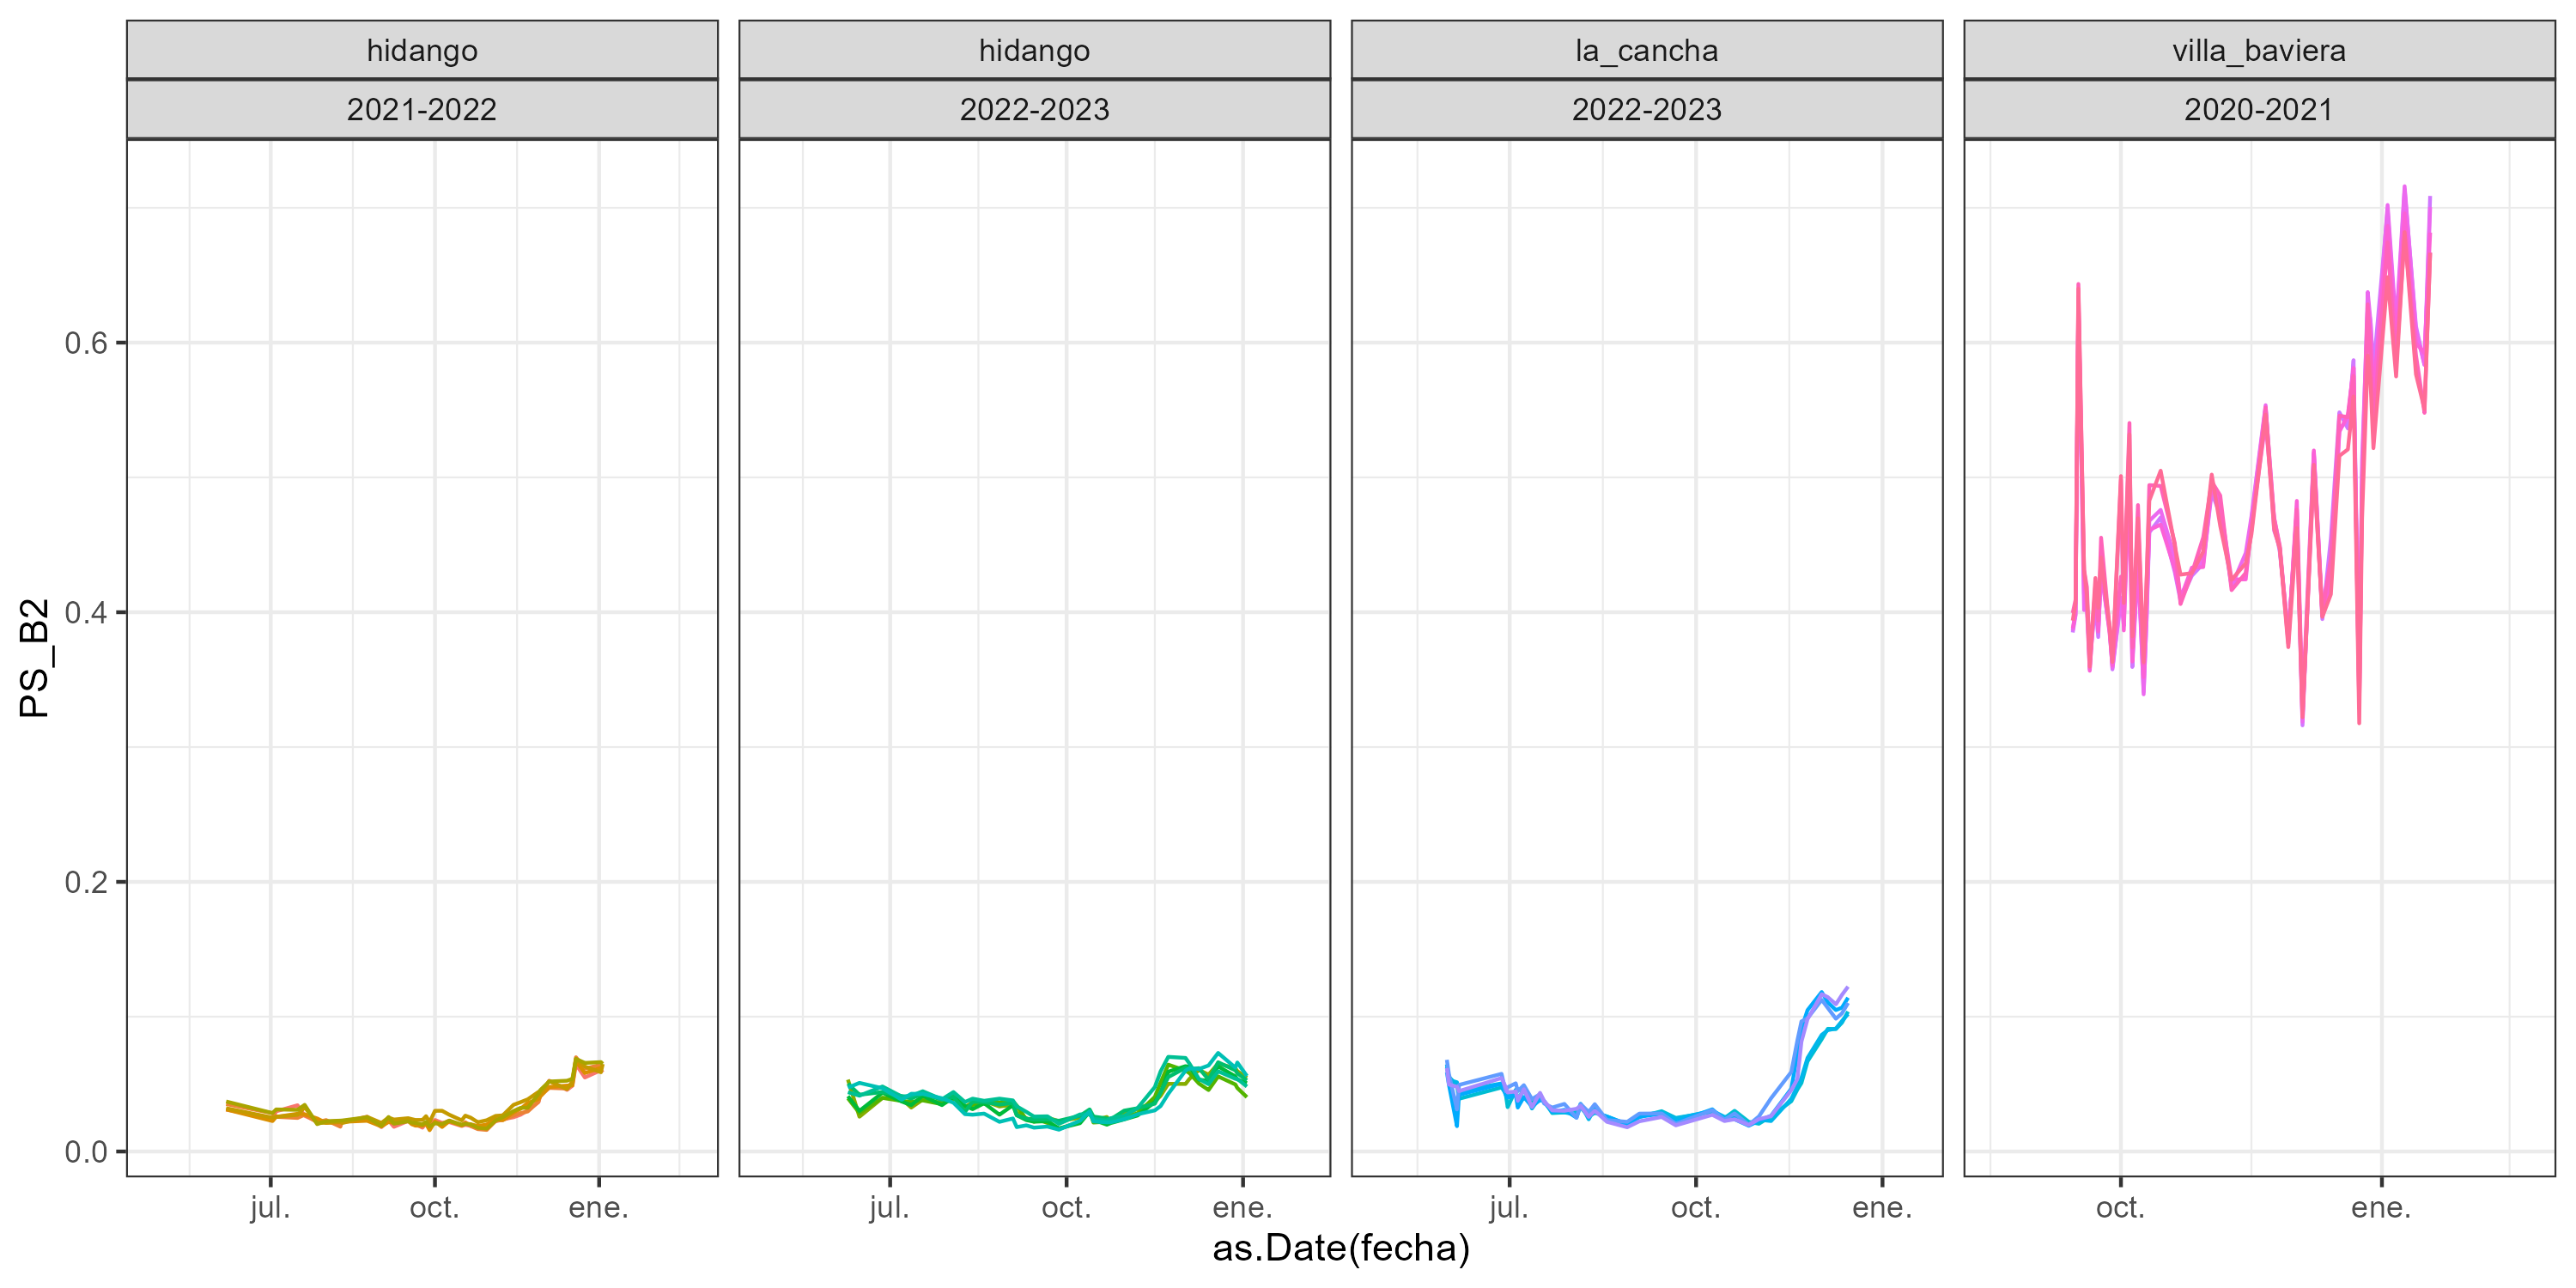 hidango hidango la_cancha villa_baviera
2021-2022 2022-2023 2022-2023 2020-2021
PS_B2
0.6
0.4
0.2
0.0
jul. oct. ene. jul. oct. ene. jul. oct. ene. oct. ene.
as.Date(fecha)